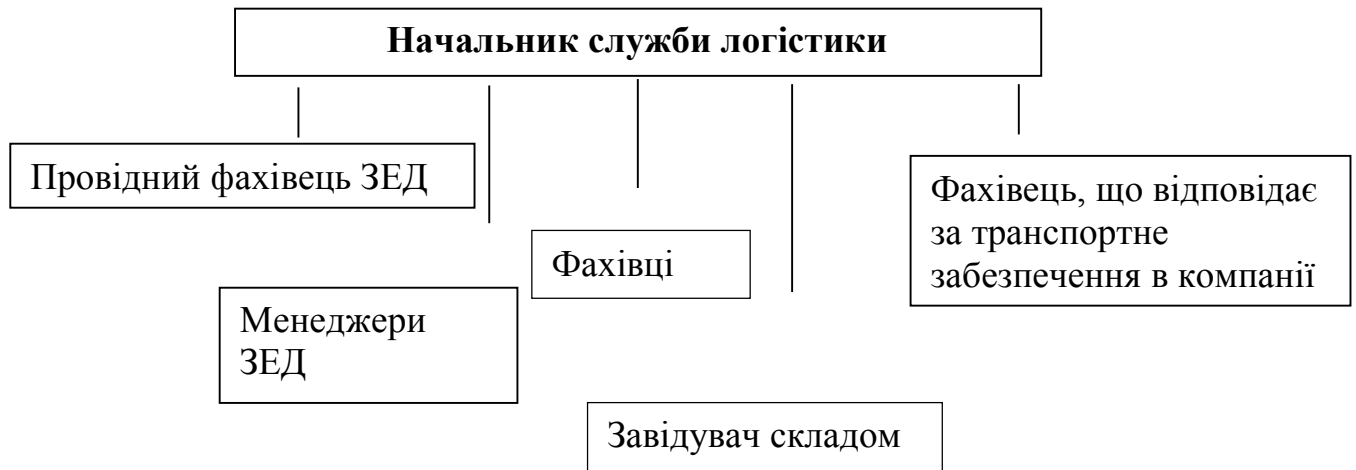 Начальник служби логістики
Провідний фахівець ЗЕД
Фахівець, що відповідає
за транспортне
забезпечення в компанії
Фахівці
Менеджери
ЗЕД
Завідувач складом